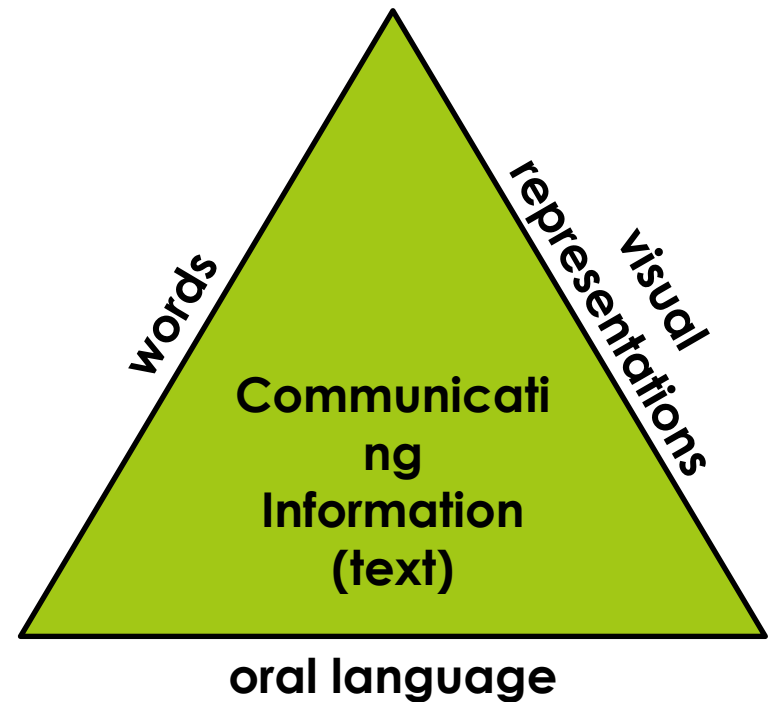 words
visual
representations
Communicati
ng
Information
(text)
oral language